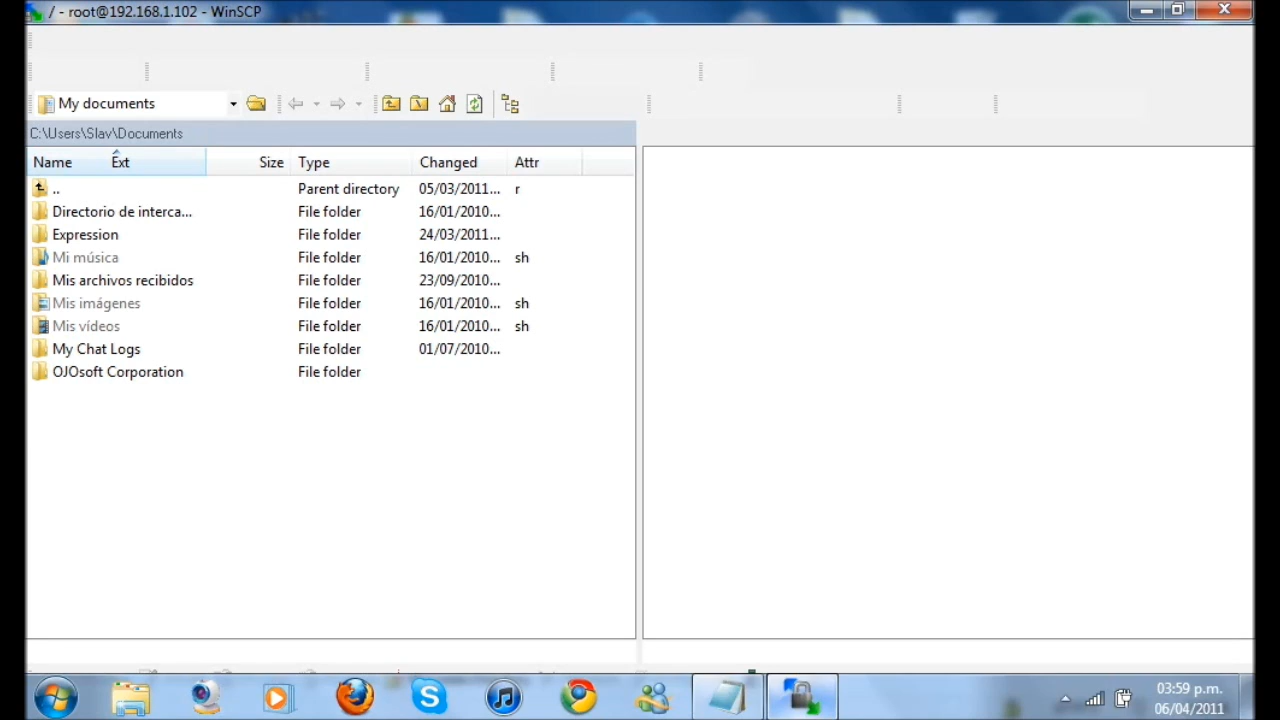 / - root@192.168.1.102 - WinSCP
My documents
C:\Users\Slav\Documents
Name Ext Size Type Changed Attr
.. Parent directory 05/03/2011... r
Directorio de interca... File folder 16/01/2010...
Expression File folder 24/03/2011...
Mi música File folder 16/01/2010... sh
Mis archivos recibidos File folder 23/09/2010...
Mis imágenes File folder 16/01/2010... sh
Mis vídeos File folder 16/01/2010... sh
My Chat Logs File folder 01/07/2010...
OJOsoft Corporation File folder
03:59 p.m.
06/04/2011